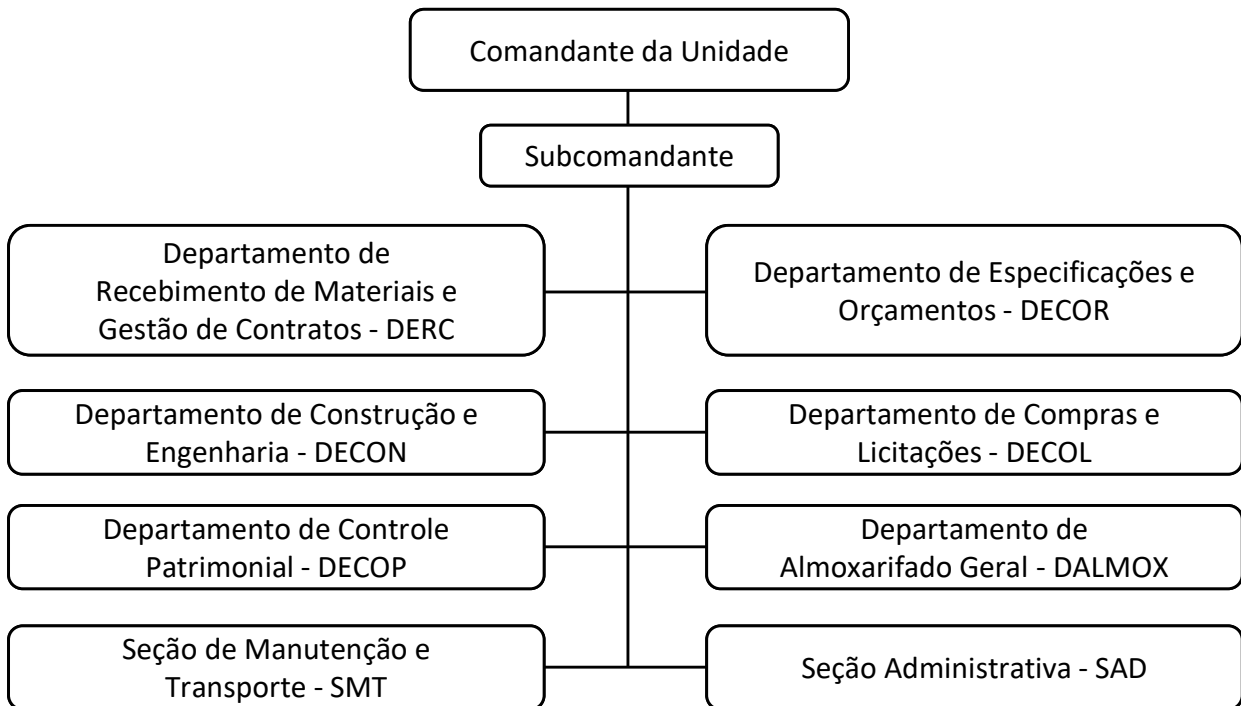 Comandante da Unidade
Subcomandante
Departamento de
Recebimento de Materiais e
Gestão de Contratos - DERC
Departamento de Especificações e
Orçamentos - DECOR
Departamento de Construção e
Engenharia - DECON
Departamento de Compras e
Licitações - DECOL
Departamento de Controle
Patrimonial - DECOP
Departamento de
Almoxarifado Geral - DALMOX
Seção de Manutenção e
Transporte - SMT
Seção Administrativa - SAD